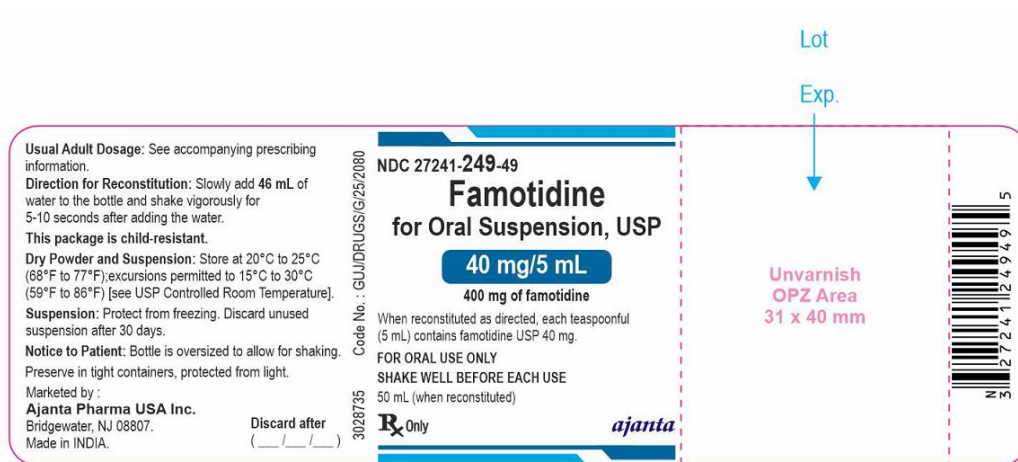 Lot
Exp.
Usual Adult Dosage: See accompanying prescribing
information.
Direction for Reconstitution: Slowly add 46 mL of
water to the bottle and shake vigorously for
5-10 seconds after adding the water.
This package is child-resistant.
Dry Powder and Suspension: Store at 20°C to 25°C
(68°F to 77°F);excursions permitted to 15°C to 30°C
(59°F to 86°F) [see USP Controlled Room Temperature].
Suspension: Protect from freezing. Discard unused
suspension after 30 days.
Notice to Patient: Bottle is oversized to allow for shaking.
Preserve in tight containers, protected from light.
Marketed by :
Ajanta Pharma USA Inc.
Bridgewater, NJ 08807.
Made in INDIA.
Discard after
( ___/___/___ )
3028735 Code No. : GUJ/DRUGS/G/25/2080
NDC 27241-249-49
Famotidine
for Oral Suspension, USP
40 mg/5 mL
400 mg of famotidine
When reconstituted as directed, each teaspoonful
(5 mL) contains famotidine USP 40 mg.
FOR ORAL USE ONLY
SHAKE WELL BEFORE EACH USE
50 mL (when reconstituted)
Rx Only
ajanta
Unvarnish
OPZ Area
31 x 40 mm
N 3 27241 24949 5